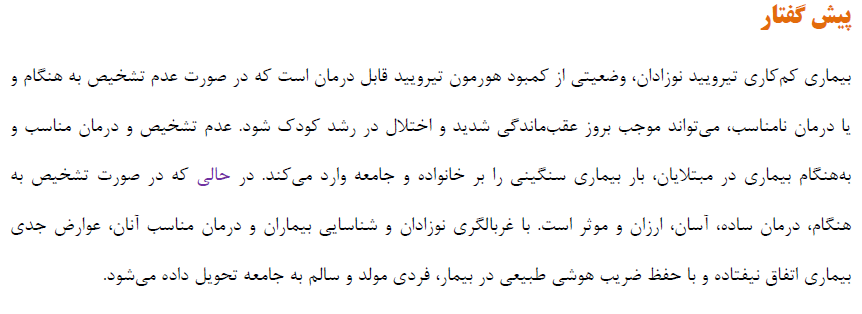 پیش گفتار
بیماری کم‌کاری تیرویید نوزادان، وضعیتی از کمبود هورمون تیرویید قابل درمان است که در صورت عدم تشخیص به هنگام و
یا درمان نامناسب، می‌تواند موجب بروز عقب‌ماندگی شدید و اختلال در رشد کودک شود. عدم تشخیص و درمان مناسب و
به‌هنگام بیماری در مبتلایان، بار بیماری سنگینی را بر خانواده و جامعه وارد می‌کند. در حالی که در صورت تشخیص به
هنگام، درمان ساده، آسان، ارزان و موثر است. با غربالگری نوزادان و شناسایی بیماران و درمان مناسب آنان، عوارض جدی
بیماری اتفاق نیفتاده و با حفظ ضریب هوشی طبیعی در بیمار، فردی مولد و سالم به جامعه تحویل داده می‌شود.